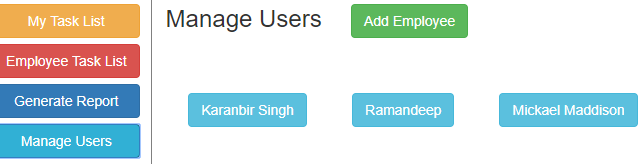 My Task List
Employee Task List
Generate Report
Manage Users
Manage Users
Add Employee
Karanbir Singh
Ramandeep
Mickael Maddison